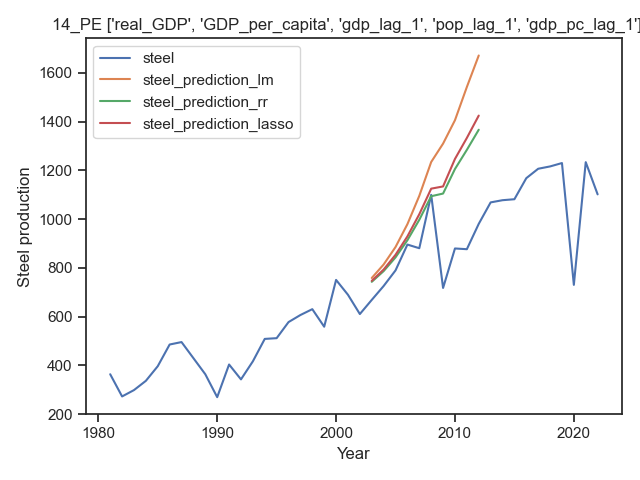 14_PE ['real_GDP', 'GDP_per_capita', 'gdp_lag_1', 'pop_lag_1', 'gdp_pc_lag_1']
steel
steel_prediction_lm
steel_prediction_rr
steel_prediction_lasso
Steel production
1600
1400
1200
1000
800
600
400
200
1980
1990
2000
2010
2020
Year